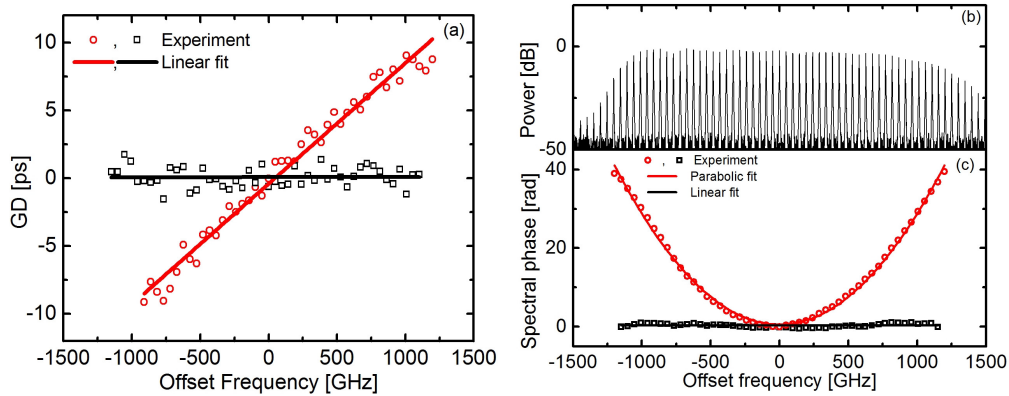 (a)
Experiment
Linear fit
GD [ps]
10
5
0
-5
-10
-1500 -1000 -500 0 500 1000 1500
Offset Frequency [GHz]
(b)
Power [dB]
0
-50
(c)
Experiment
Parabolic fit
Linear fit
Spectral phase [rad]
40
20
0
-1500 -1000 -500 0 500 1000 1500
Offset frequency [GHz]